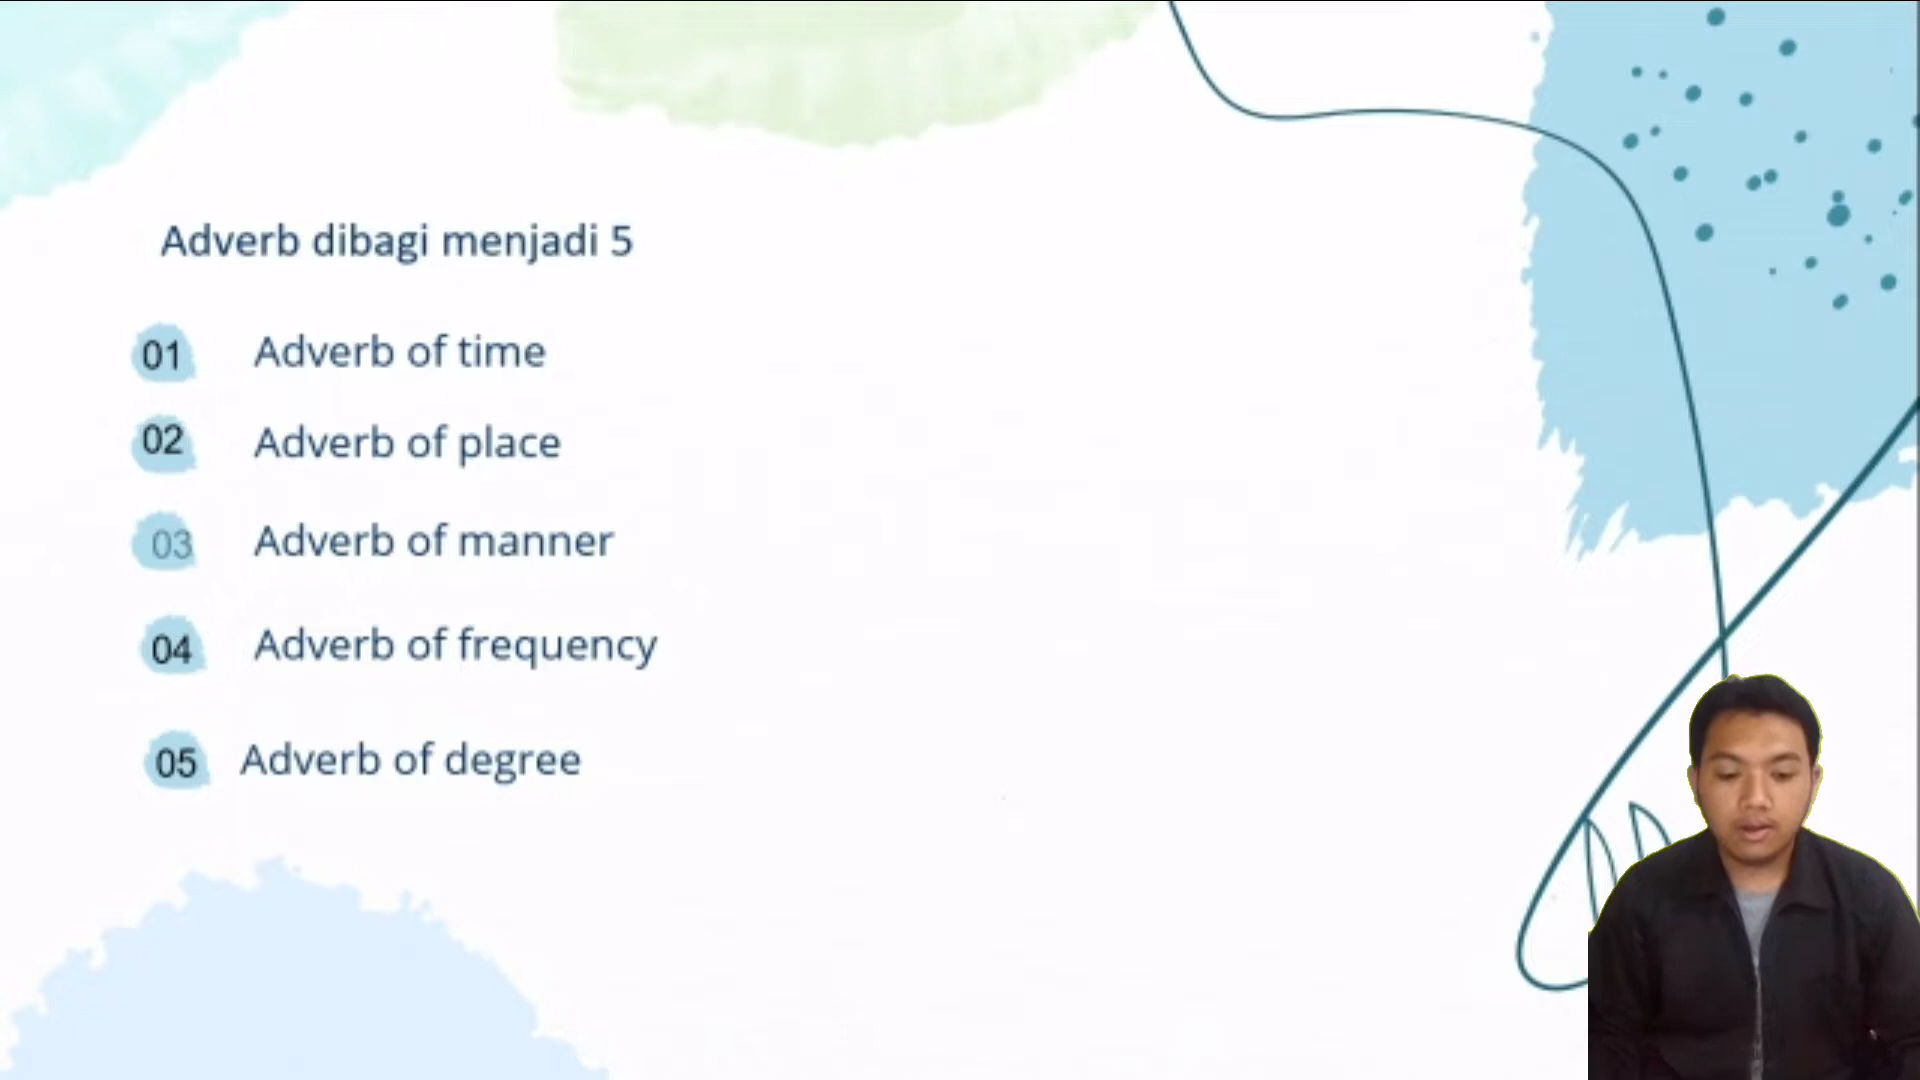 Adverb dibagi menjadi 5
01 Adverb of time
02 Adverb of place
03 Adverb of manner
04 Adverb of frequency
05 Adverb of degree